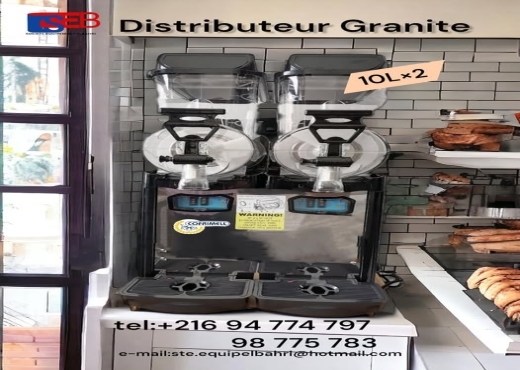 SEB
Distributeur Granite
10L×2
COFRIMELL
WARNING!
tel:+216 94 774 797
98 775 783
e-mail:ste.equipelbahri@hotmail.com